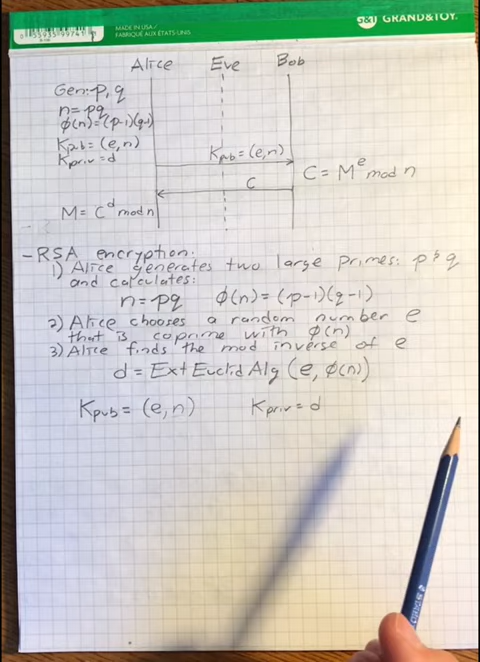 G&T GRAND&TOY.
MADE IN USA/
FABRIQUÉ AUX ÉTATS-UNIS
Alice Eve Bob
Gen: p, q
n = pq
ϕ(n) = (p-1)(q-1)
Kpub = (e, n)
Kpriv = d
Kpub = (e, n)
C = M^e mod n
C
M = C^d mod n
- RSA encryption:
1) Alice generates two large primes: p & q
and calculates:
n = pq ϕ(n) = (p-1)(q-1)
2) Alice chooses a random number e
that is coprime with ϕ(n)
3) Alice finds the mod inverse of e
d = Ext Euclid Alg (e, ϕ(n))
Kpub = (e, n) Kpriv = d